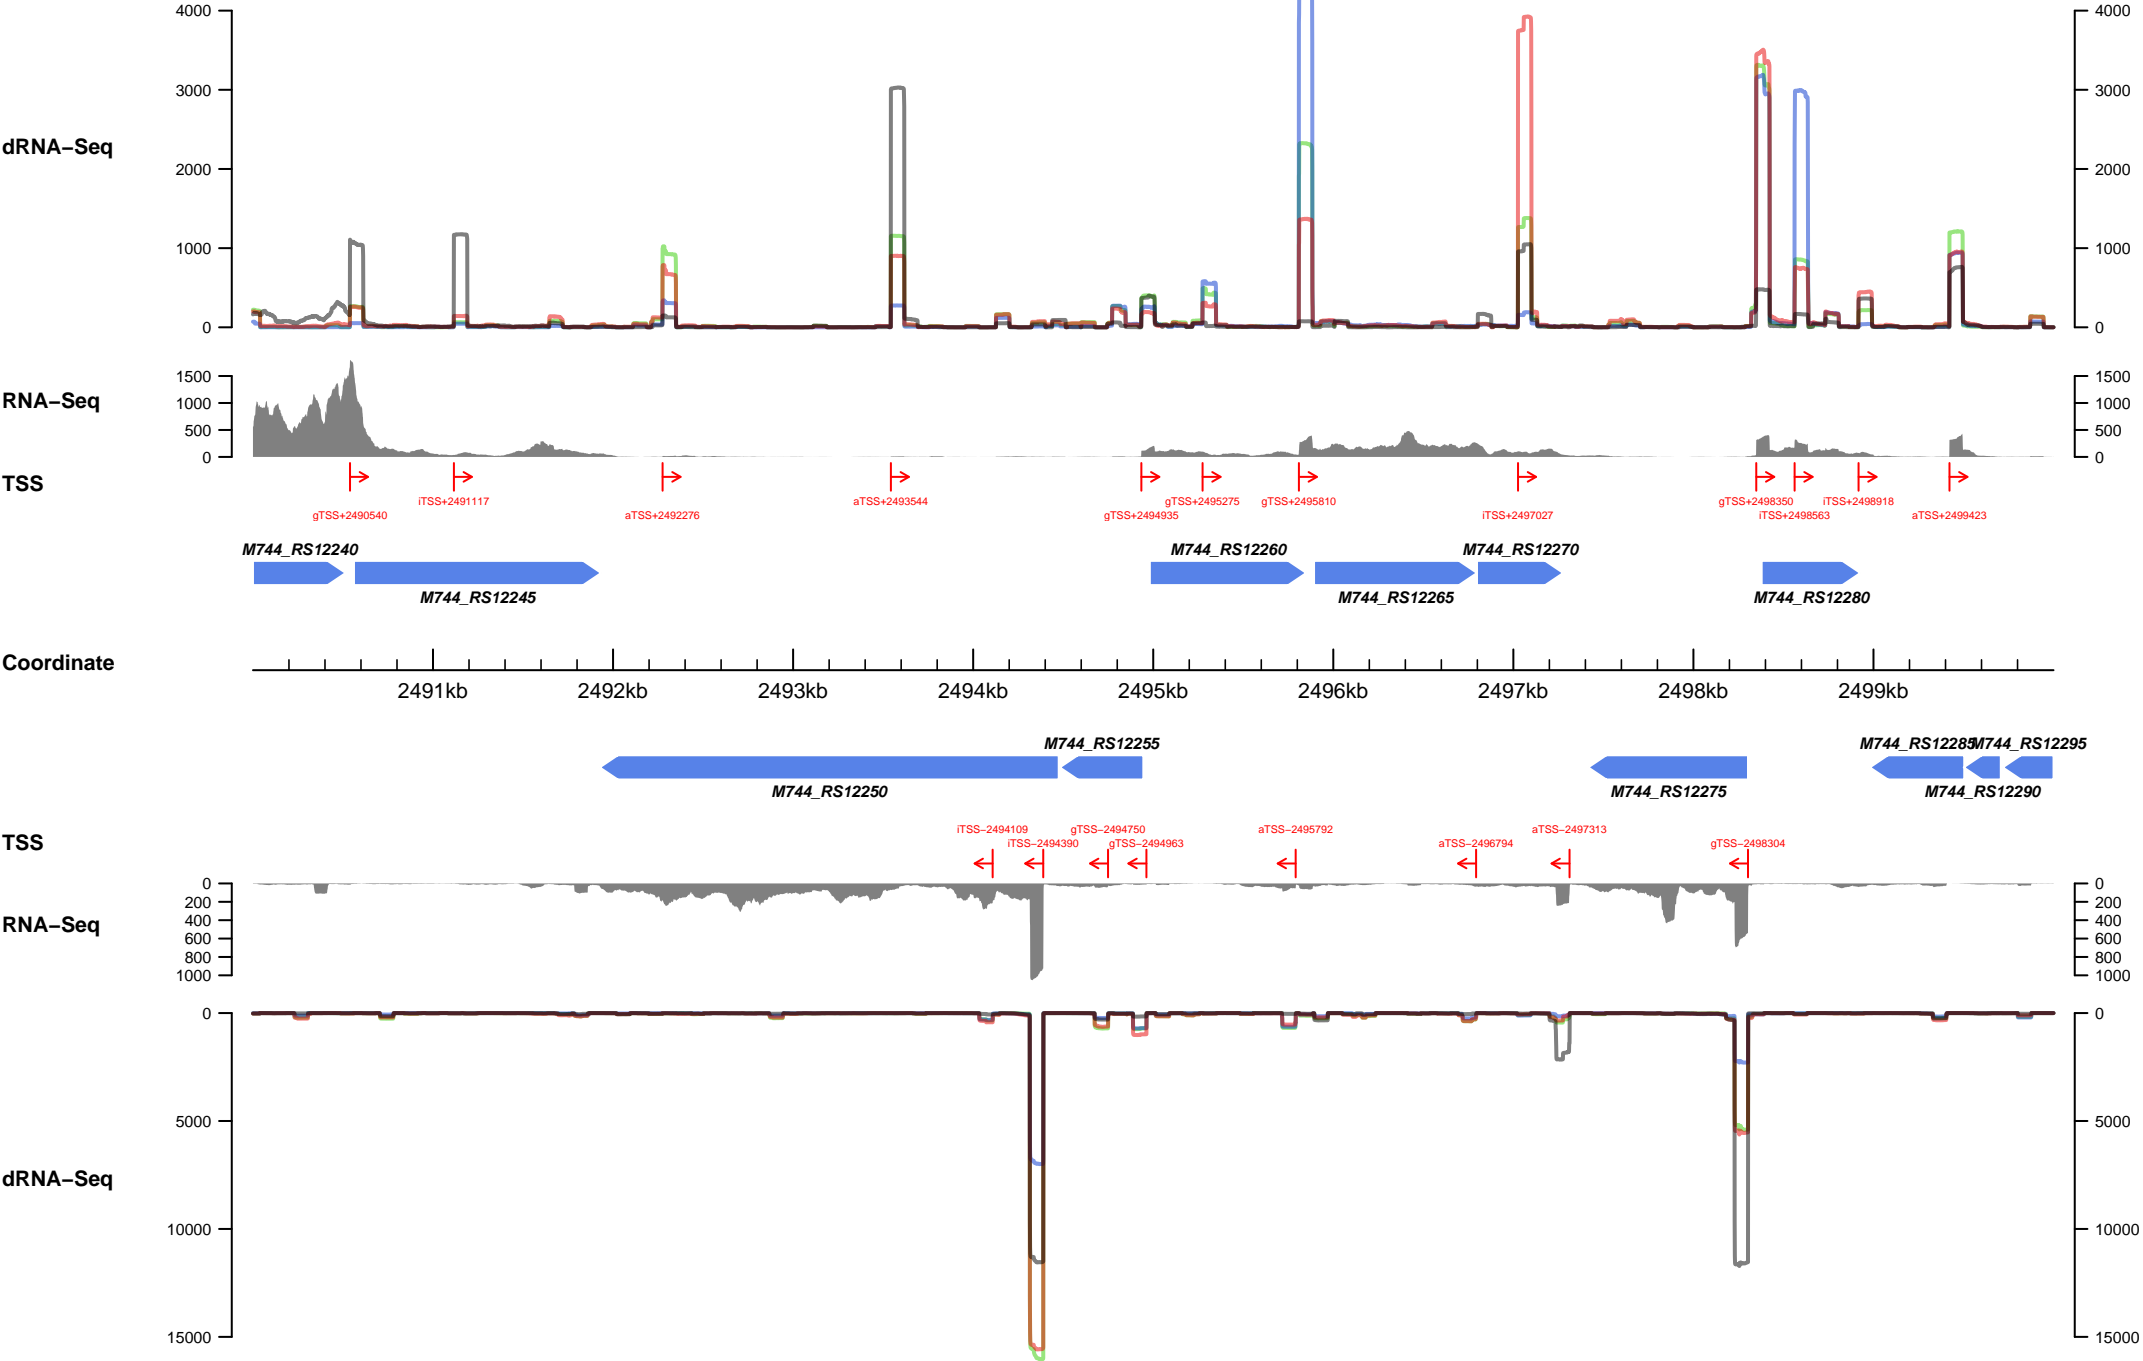 4000 4000
3000 3000
dRNA−Seq
2000 2000
1000 1000
0 0
1500 1500
RNA−Seq
1000 1000
500 500
0 0
TSS
iTSS+2491117 aTSS+2493544 gTSS+2495275 gTSS+2495810 gTSS+2498350 iTSS+2498918
gTSS+2490540 aTSS+2492276 gTSS+2494935 iTSS+2497027 iTSS+2498563 aTSS+2499423
M744_RS12240 M744_RS12260 M744_RS12270
M744_RS12245 M744_RS12265 M744_RS12280
Coordinate
2491kb 2492kb 2493kb 2494kb 2495kb 2496kb 2497kb 2498kb 2499kb
M744_RS12255 M744_RS12285 M744_RS12295
M744_RS12250 M744_RS12275 M744_RS12290
TSS
iTSS−2494109 gTSS−2494750 aTSS−2495792 aTSS−2497313
iTSS−2494390 gTSS−2494963 aTSS−2496794 gTSS−2498304
0 0
200 200
RNA−Seq
400 400
600 600
800 800
1000 1000
0 0
5000 5000
dRNA−Seq
10000 10000
15000 15000